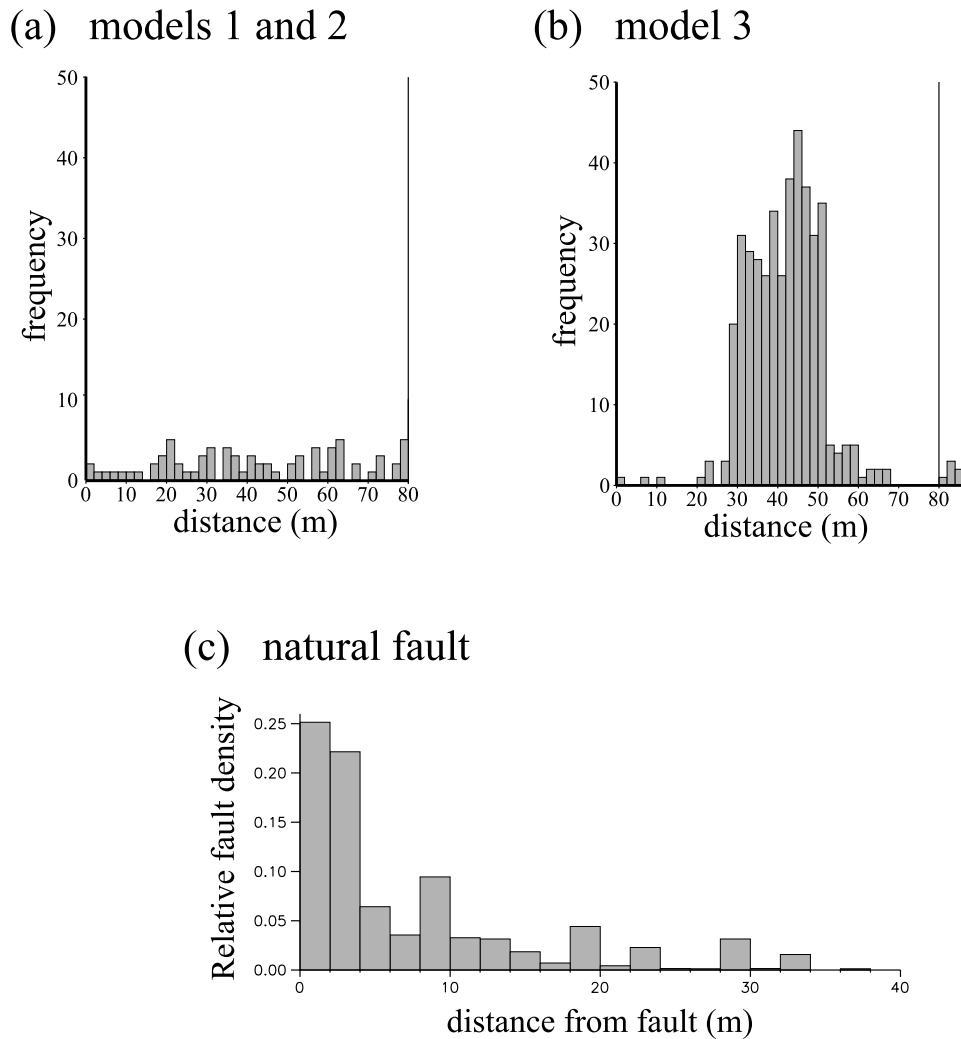 (a) models 1 and 2
(b) model 3
50
40
30
20
10
0
frequency
0 10 20 30 40 50 60 70 80
distance (m)
50
40
30
20
10
0
frequency
0 10 20 30 40 50 60 70 80
distance (m)
(c) natural fault
Relative fault density
0.25
0.20
0.15
0.10
0.05
0.00
0 10 20 30 40
distance from fault (m)